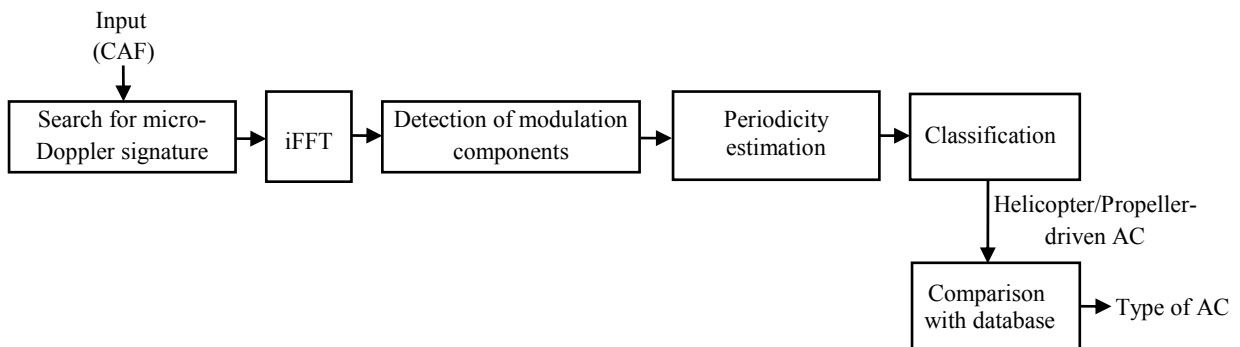 Input
(CAF)
Search for micro-
Doppler signature
iFFT
Detection of modulation
components
Periodicity
estimation
Classification
Helicopter/Propeller-
driven AC
Comparison
with database
Type of AC